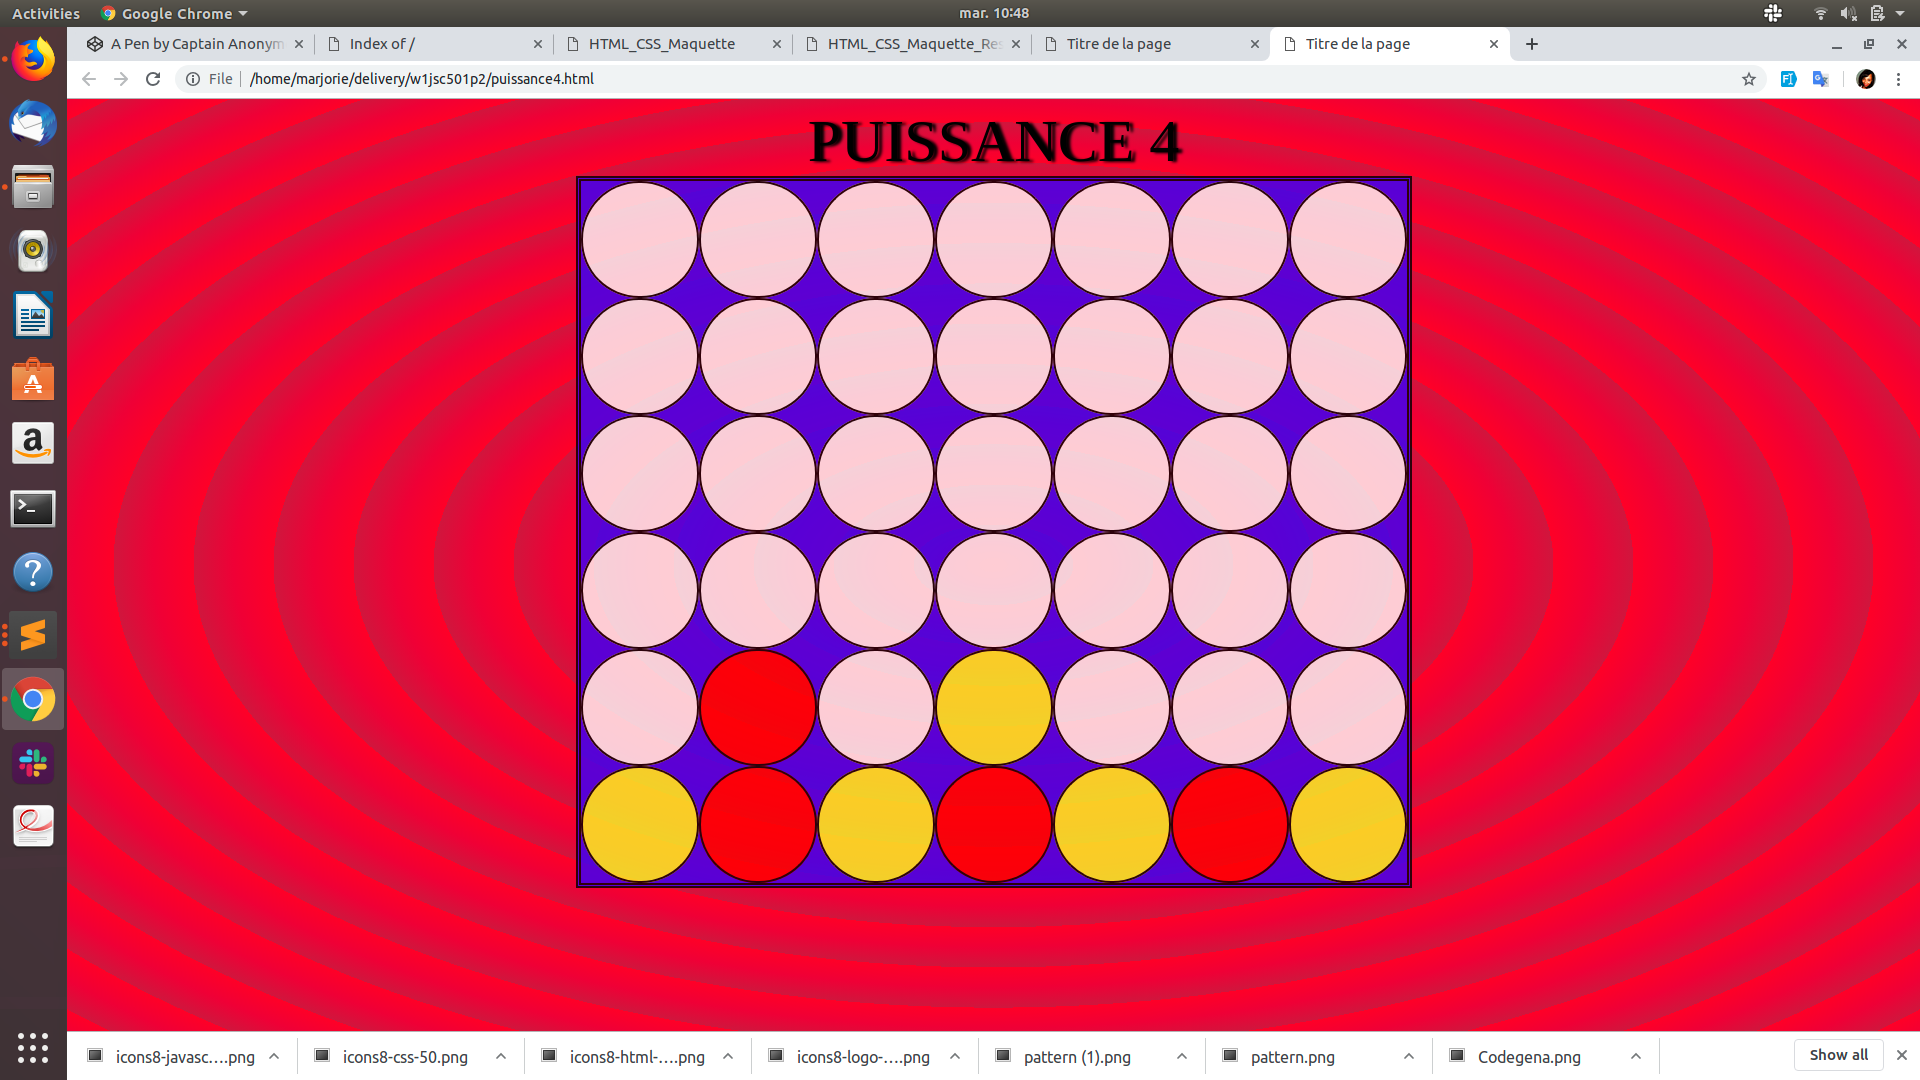 Activities Google Chrome mar. 10:48
A Pen by Captain Anonym Index of / HTML_CSS_Maquette HTML_CSS_Maquette_Res Titre de la page Titre de la page
File /home/marjorie/delivery/w1jsc501p2/puissance4.html
PUISSANCE 4
icons8-javasc....png icons8-css-50.png icons8-html-....png icons8-logo-....png pattern (1).png pattern.png Codegena.png Show all